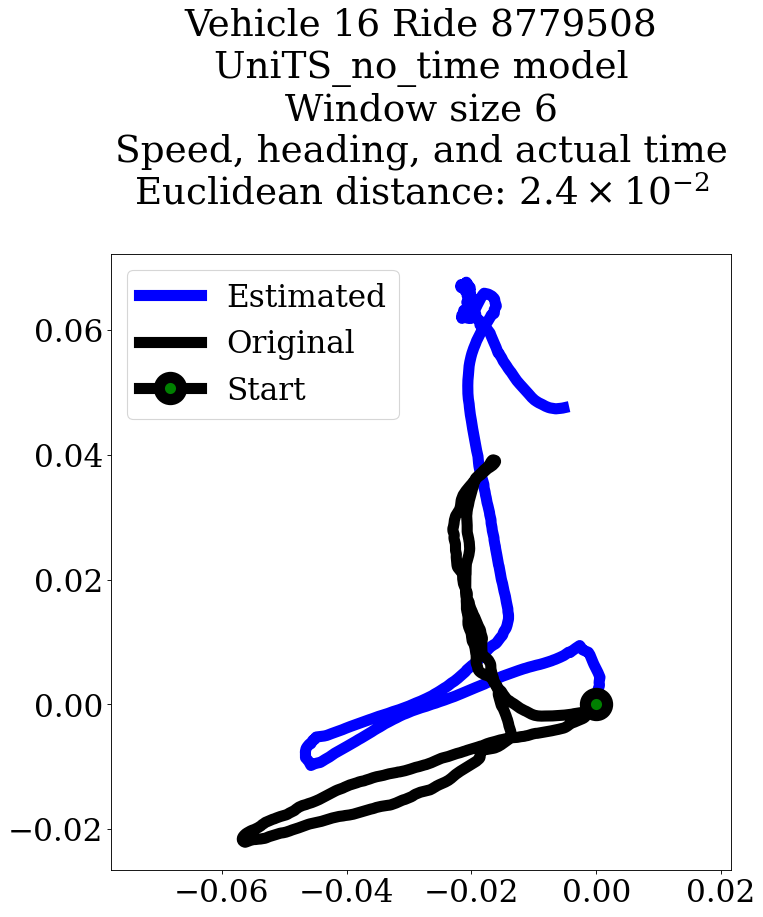 Vehicle 16 Ride 8779508
UniTS_no_time model
Window size 6
Speed, heading, and actual time
Euclidean distance: 2.4 × 10⁻²
Estimated
Original
Start
0.06
0.04
0.02
0.00
−0.02
−0.06 −0.04 −0.02 0.00 0.02